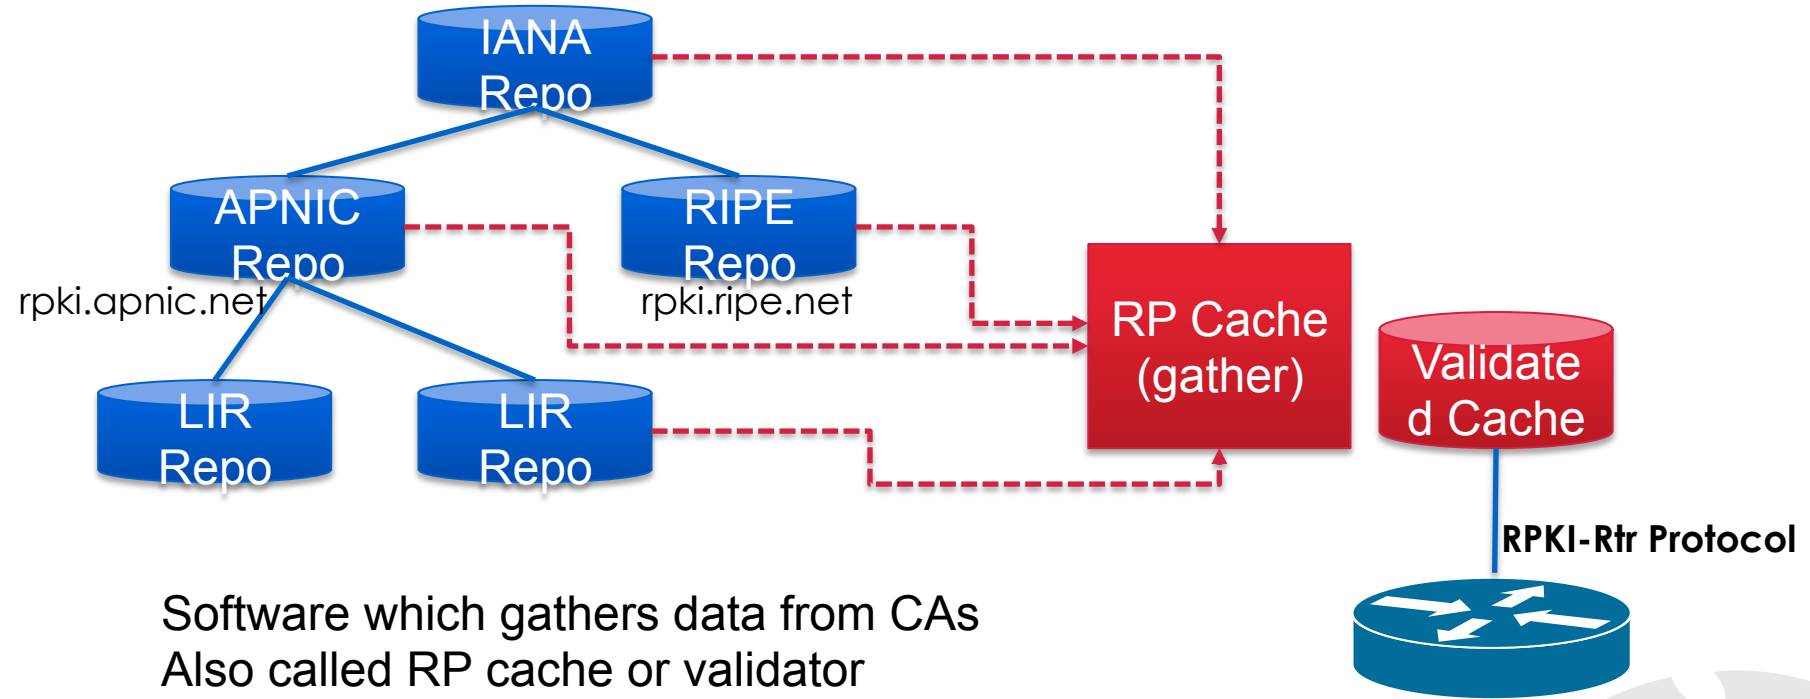 IANA
Repo
APNIC
Repo
RIPE
Repo
rpki.apnic.net
rpki.ripe.net
RP Cache
(gather)
Validate
d Cache
LIR
Repo
LIR
Repo
RPKI-Rtr Protocol
Software which gathers data from CAs
Also called RP cache or validator